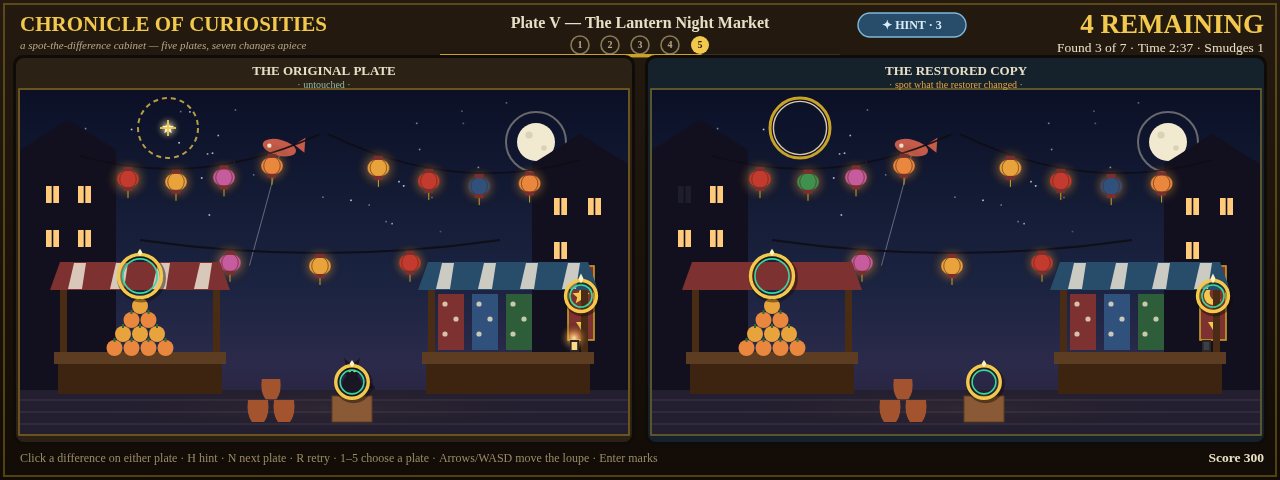 CHRONICLE OF CURIOSITIES
a spot-the-difference cabinet — five plates, seven changes apiece
Plate V — The Lantern Night Market
1 2 3 4 5
✦ HINT · 3
4 REMAINING
Found 3 of 7 · Time 2:37 · Smudges 1
THE ORIGINAL PLATE
· untouched ·
THE RESTORED COPY
· spot what the restorer changed ·
Click a difference on either plate · H hint · N next plate · R retry · 1–5 choose a plate · Arrows/WASD move the loupe · Enter marks
Score 300